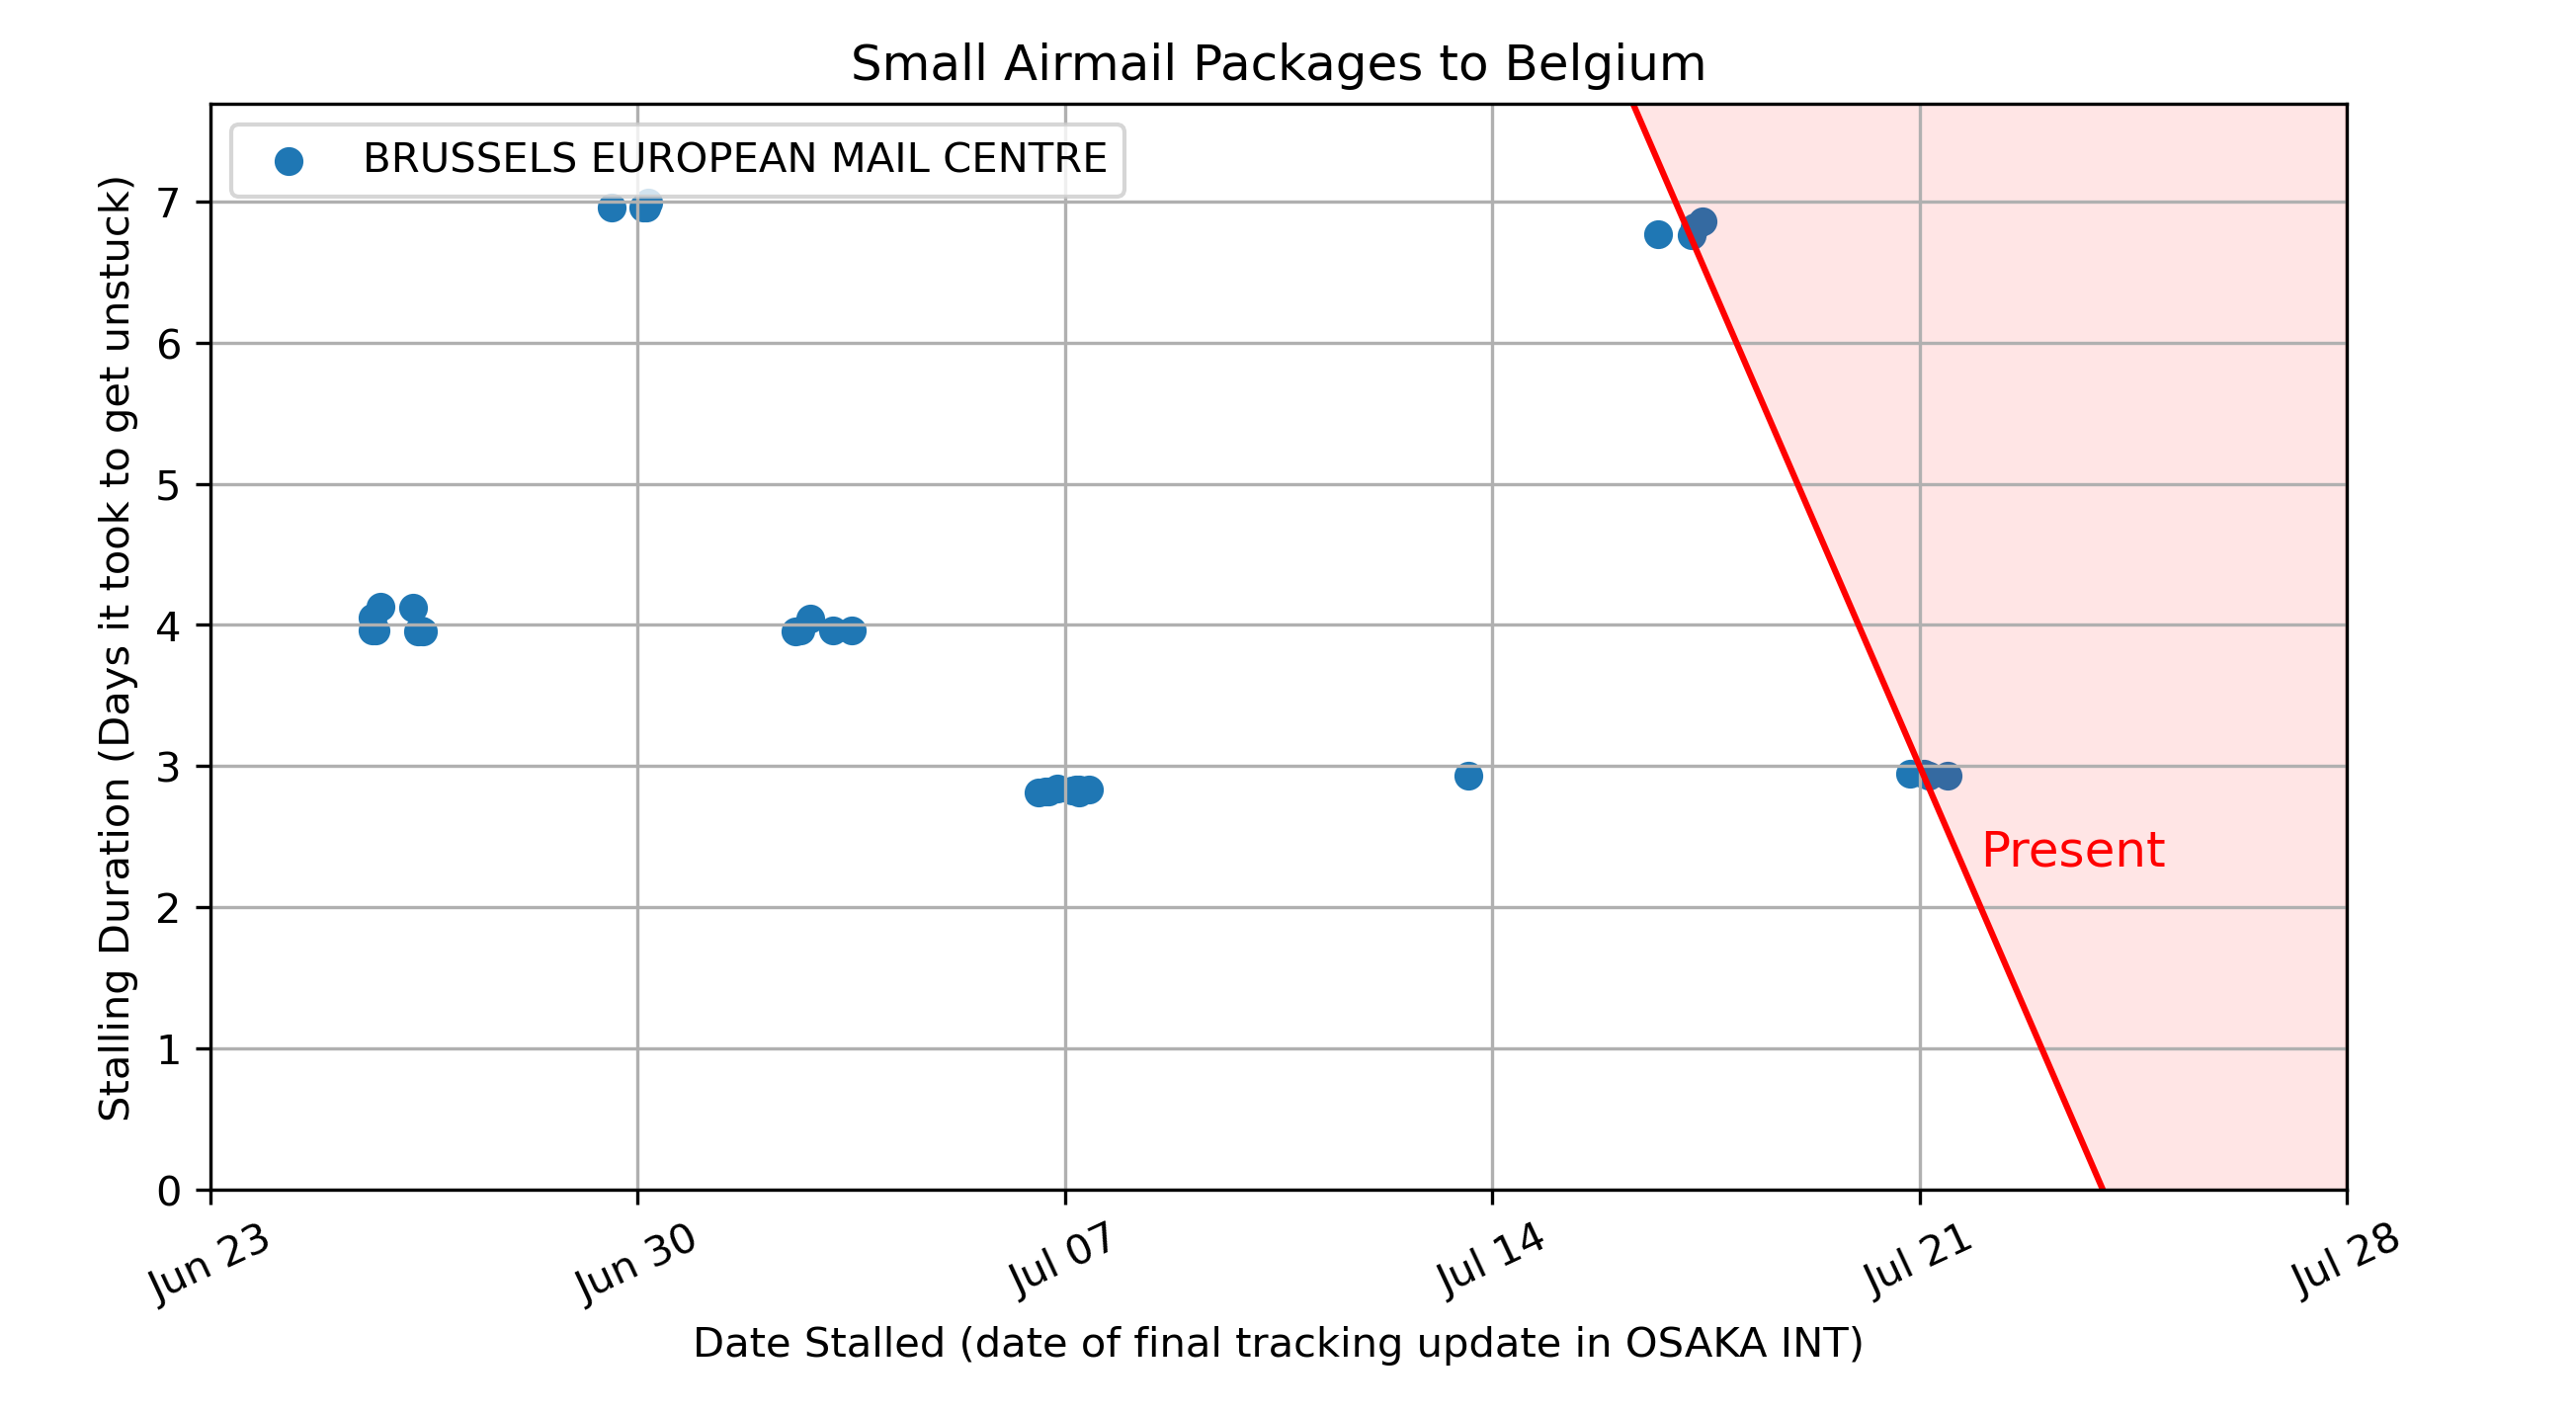 Small Airmail Packages to Belgium
BRUSSELS EUROPEAN MAIL CENTRE
Stalling Duration (Days it took to get unstuck)
7
6
5
4
3
2
1
0
Present
Jun 23
Jun 30
Jul 07
Jul 14
Jul 21
Jul 28
Date Stalled (date of final tracking update in OSAKA INT)